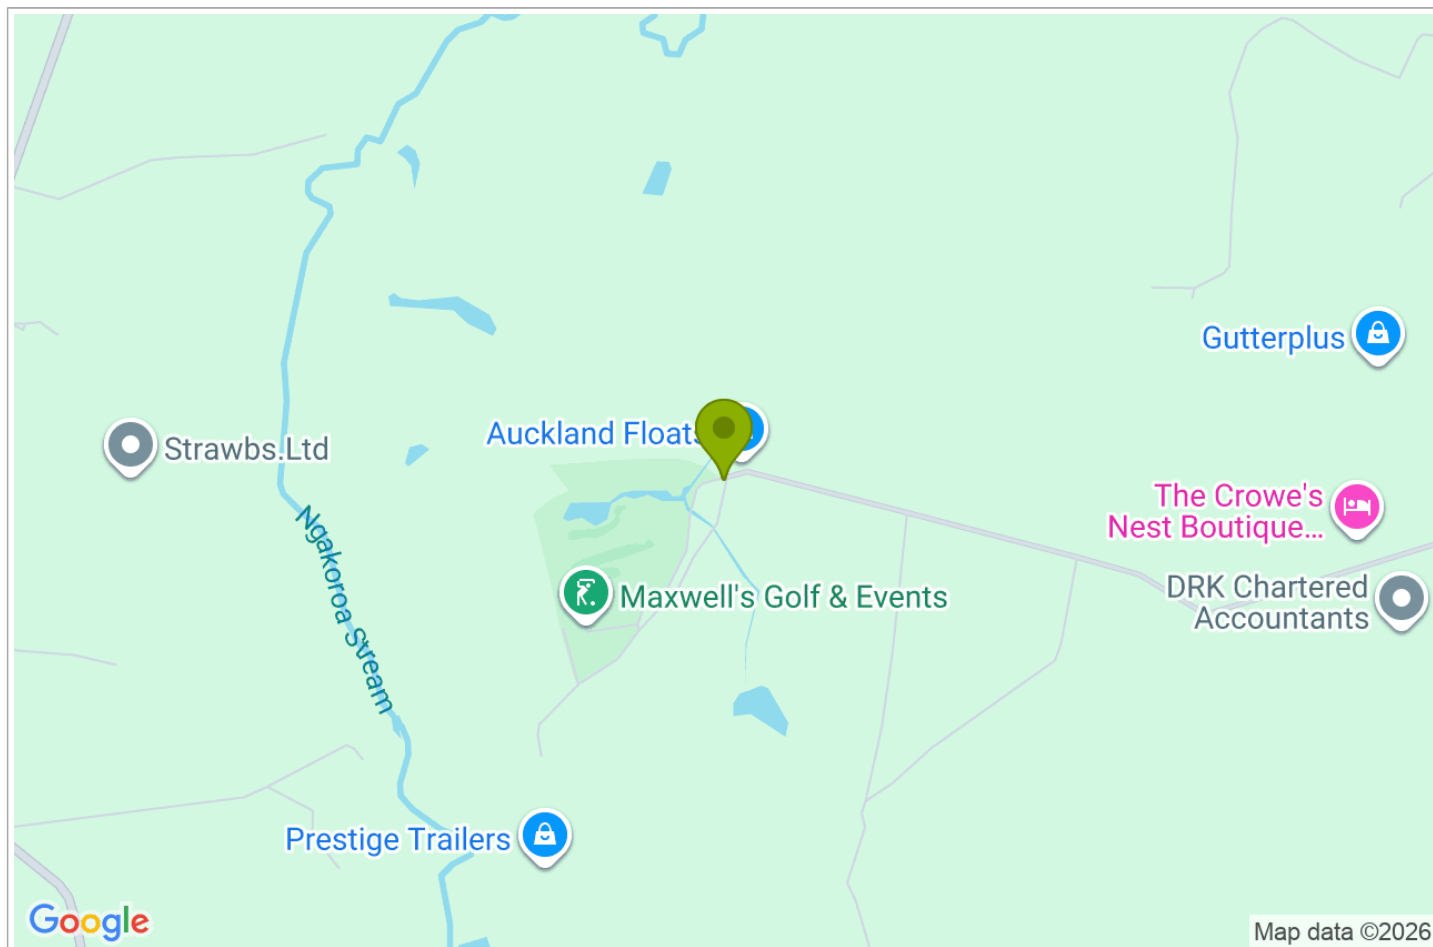 Gutterplus
Auckland Floats
Strawbs.Ltd
The Crowe's
Nest Boutique...
Ngakoroa Stream
Maxwell's Golf & Events
DRK Chartered
Accountants
Prestige Trailers
Google
Map data ©2026